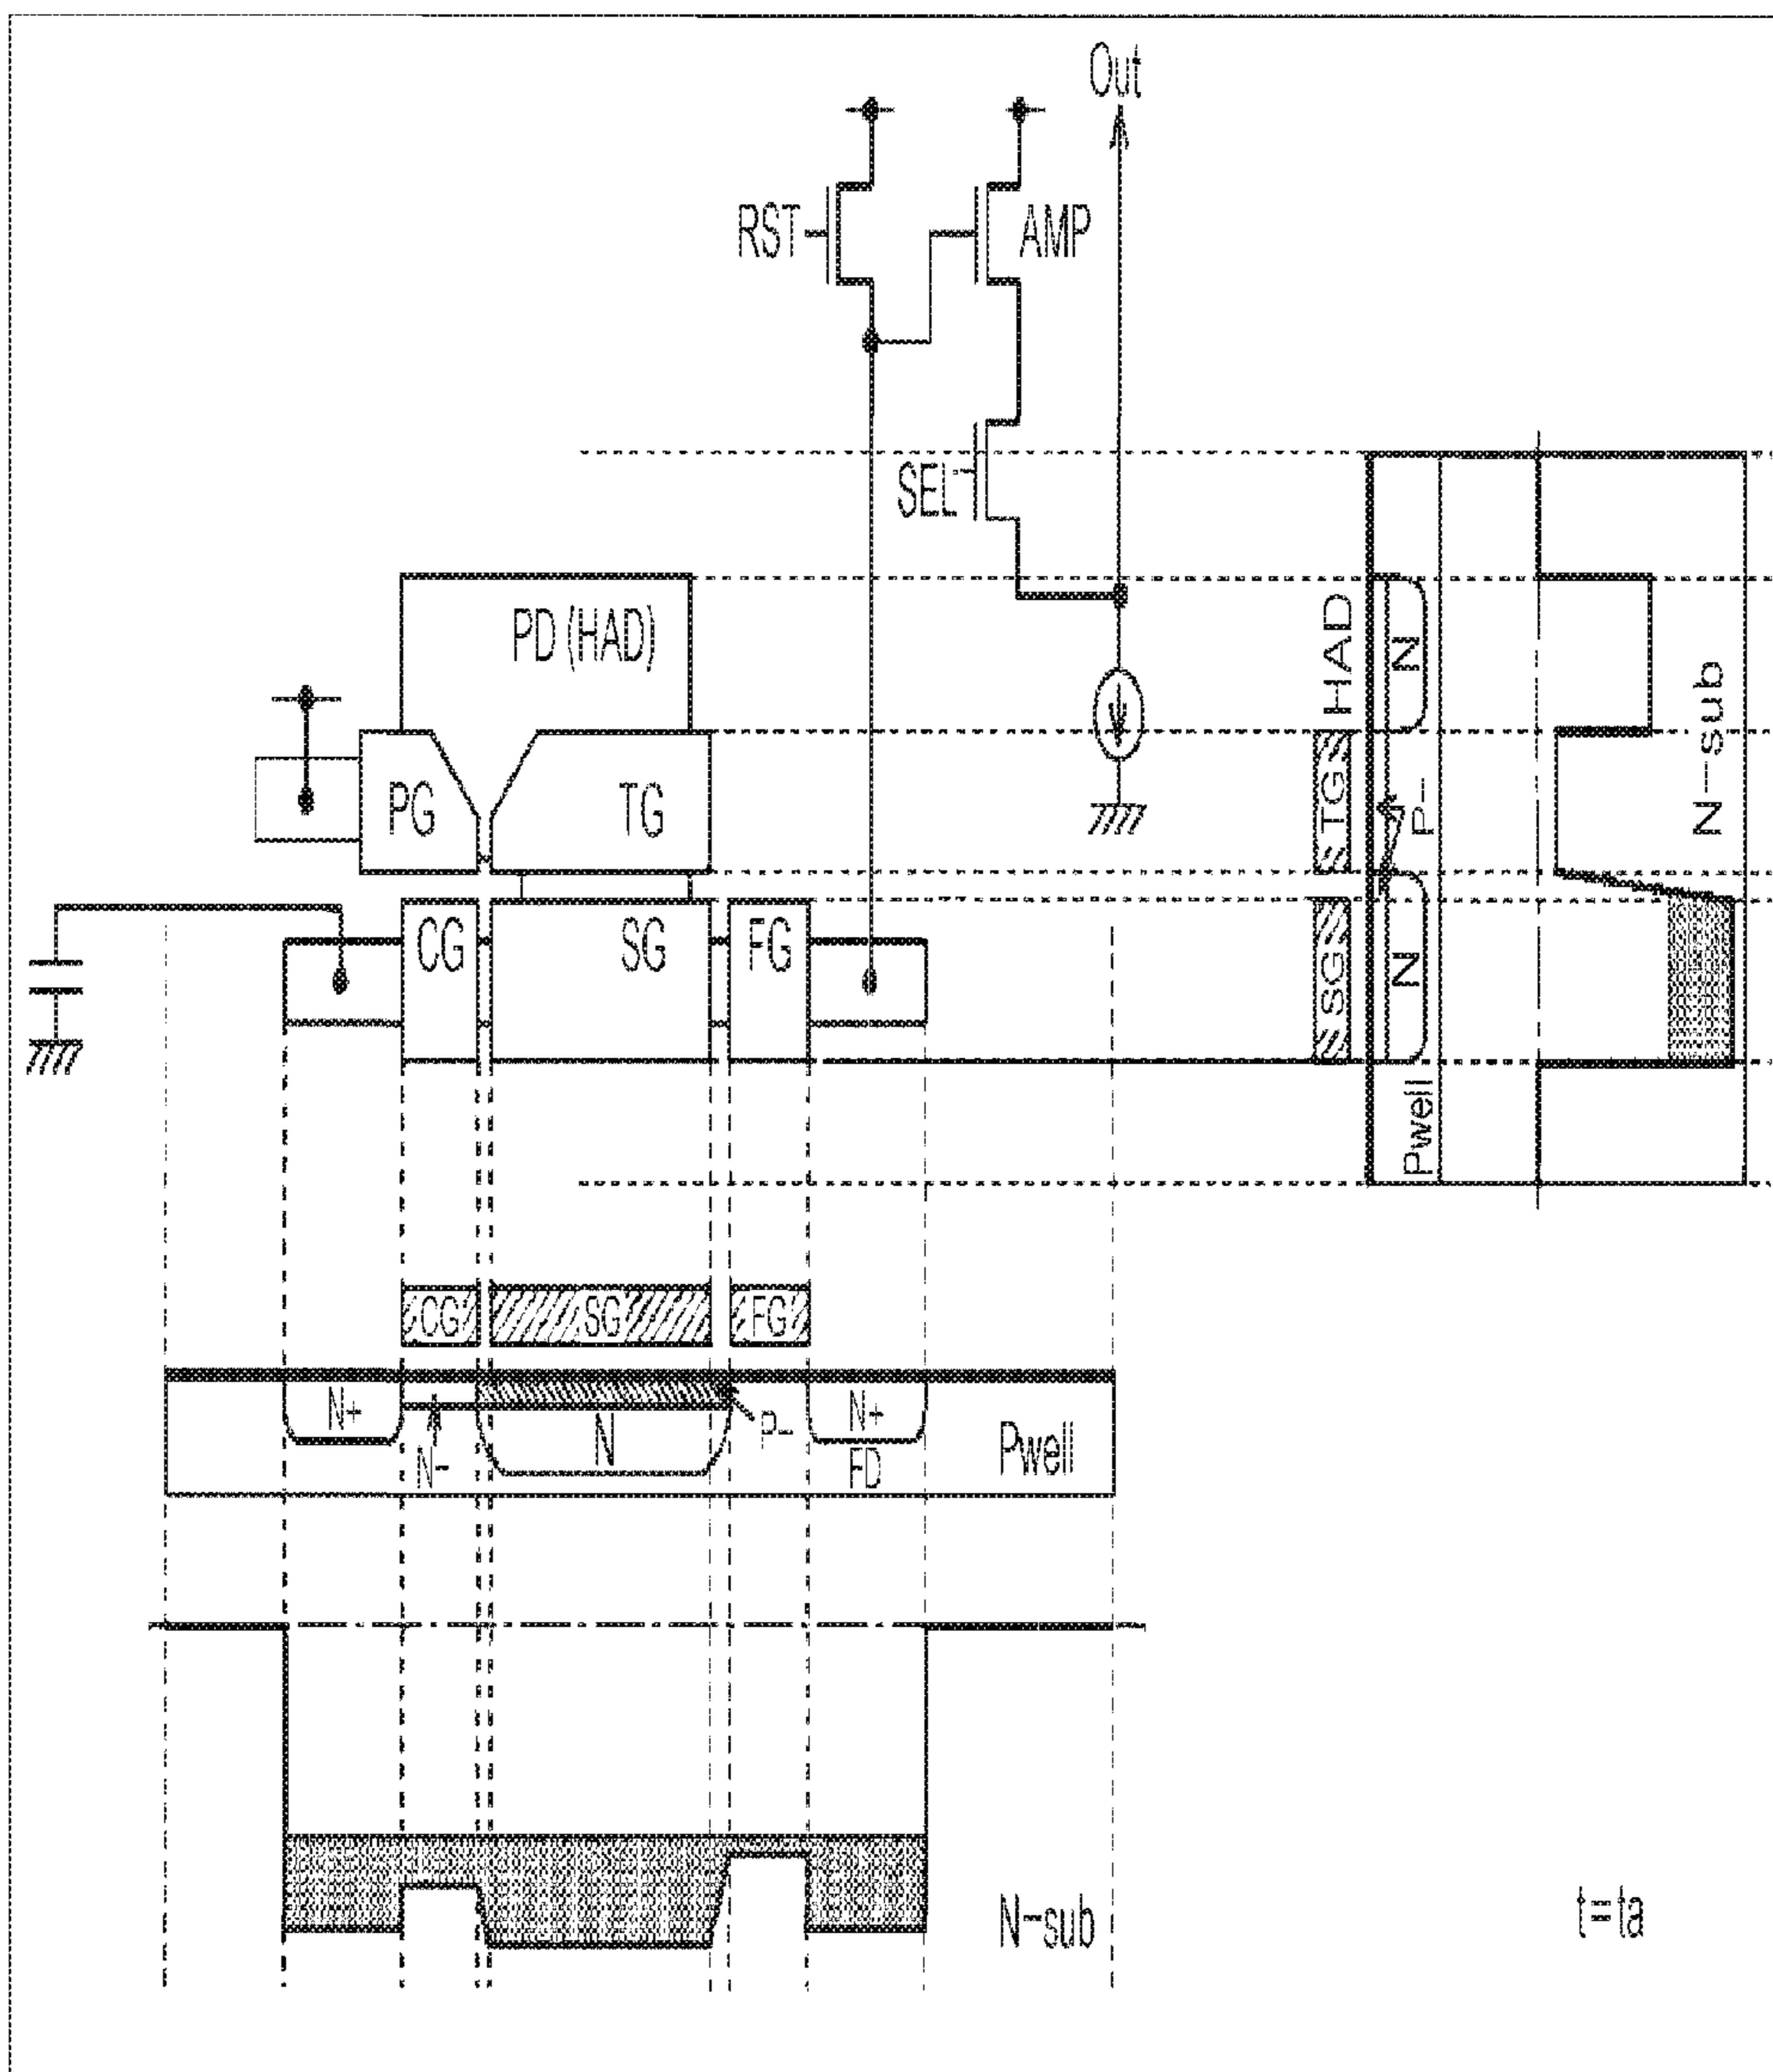 Out
RST
AMP
SEL
PD (HAD)
PG
TG
CG
SG
FG
HAD
TG
SG
N
N
P-
Pwell
N-sub
CG
SG
FG
N+
N-
N
P-
N+
FD
Pwell
N-sub
t=ta